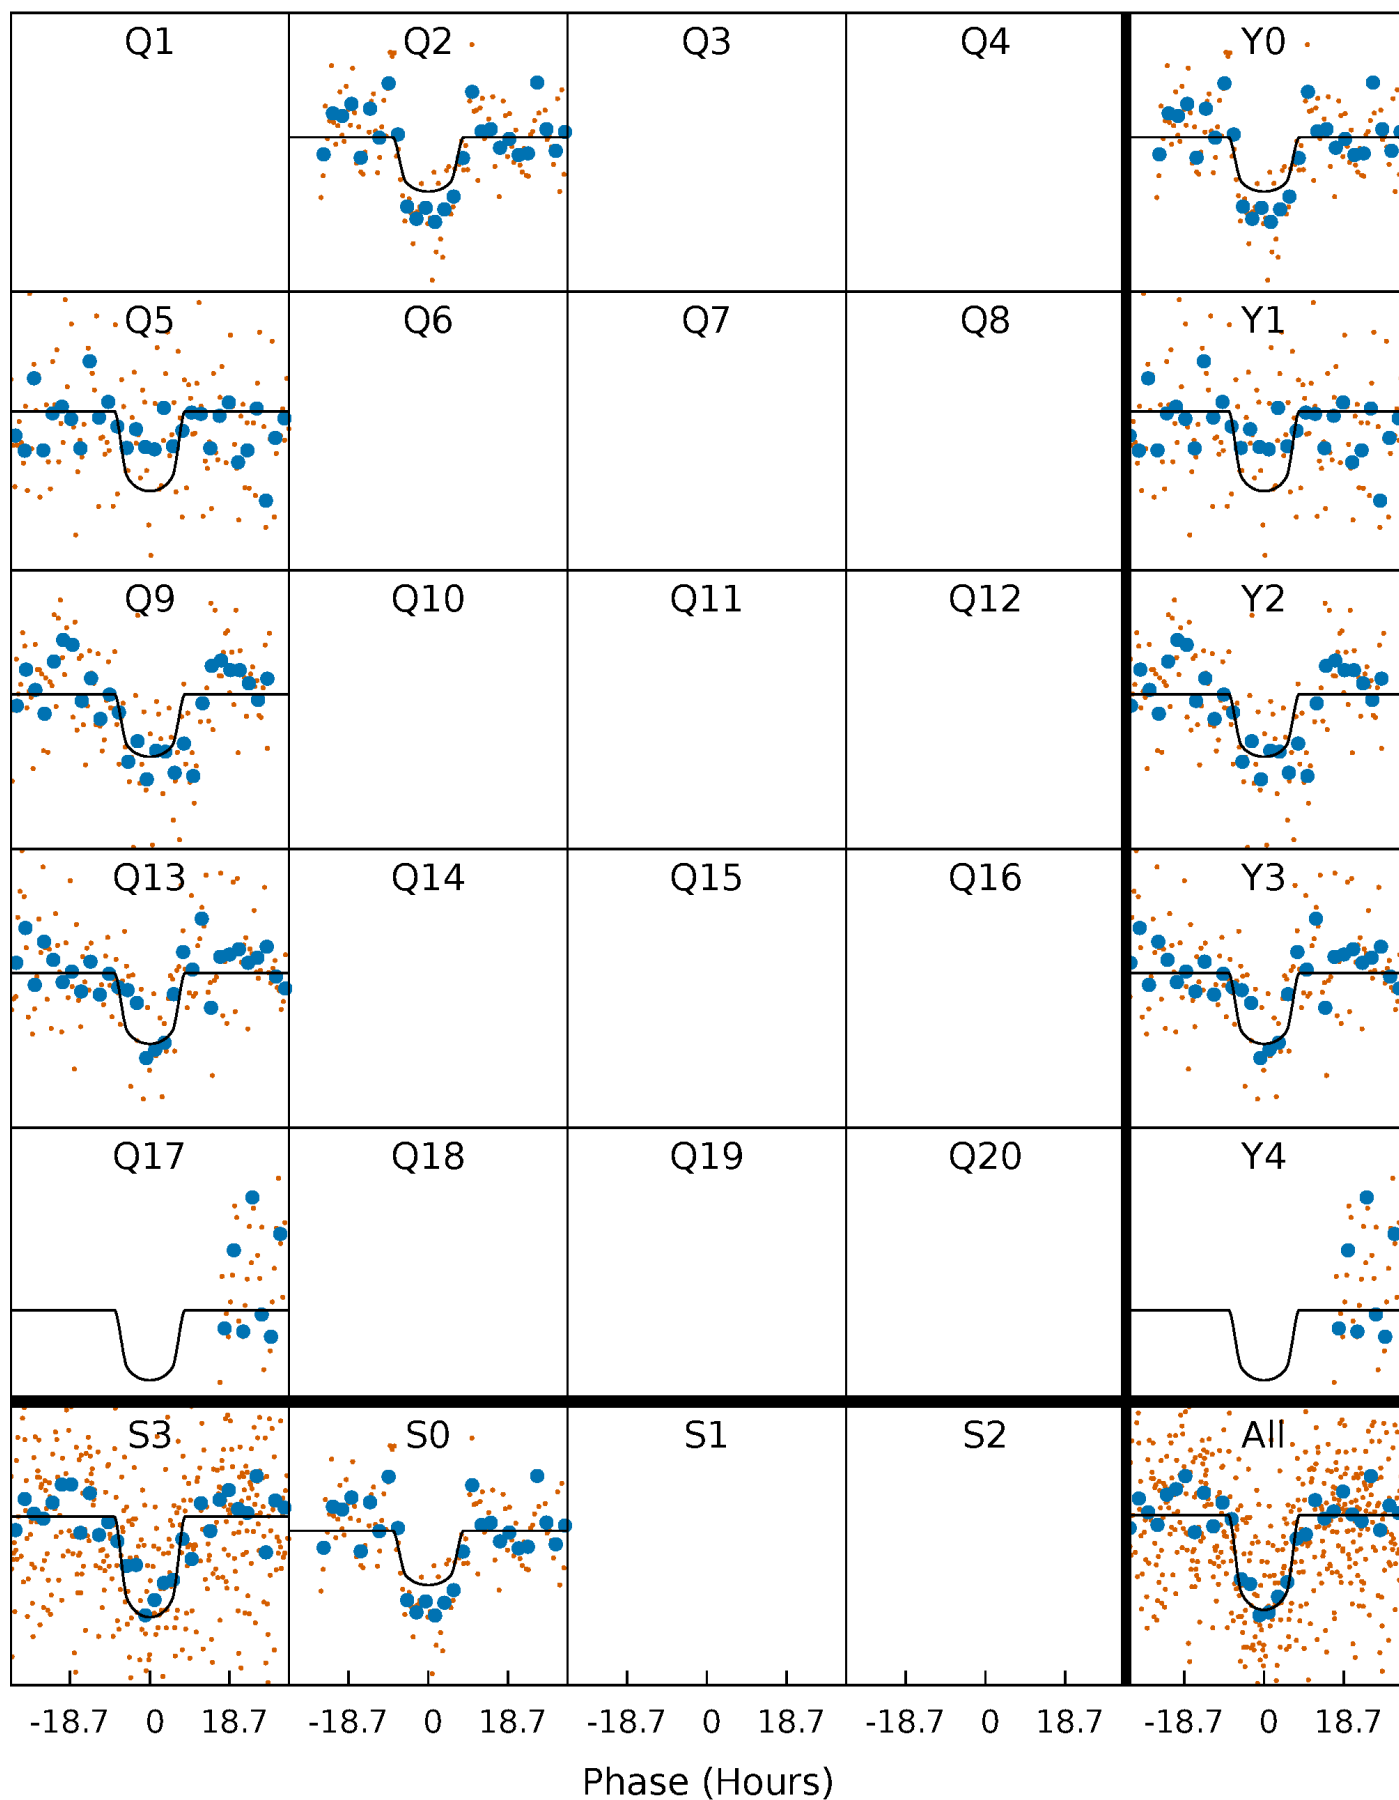 Q1 Q2 Q3 Q4 Y0
Q5 Q6 Q7 Q8 Y1
Q9 Q10 Q11 Q12 Y2
Q13 Q14 Q15 Q16 Y3
Q17 Q18 Q19 Q20 Y4
S3 S0 S1 S2 All
-18.7 0 18.7 -18.7 0 18.7 -18.7 0 18.7 -18.7 0 18.7 -18.7 0 18.7
Phase (Hours)